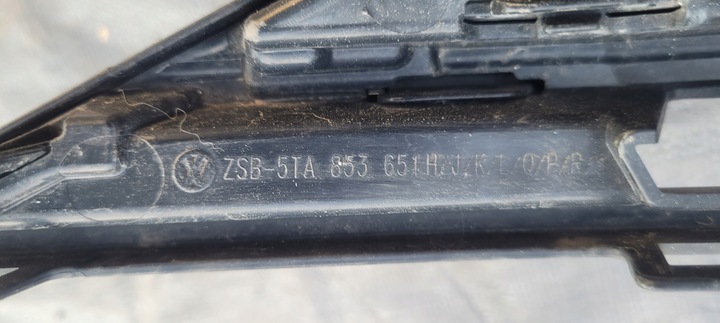 ZSB-5TA 853 651H/J,K,L /O/P/R